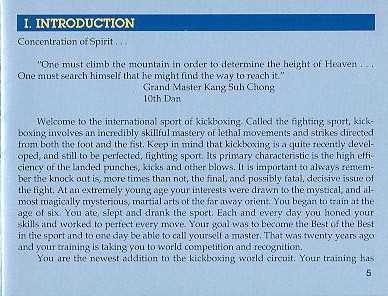 I. INTRODUCTION
Concentration of Spirit . . .
"One must climb the mountain in order to determine the height of Heaven . . .
One must search himself that he might find the way to reach it."
Grand Master Kang Suh Chong
10th Dan
Welcome to the international sport of kickboxing. Called the fighting sport, kick-
boxing involves an incredibly skillful mastery of lethal movements and strikes directed
from both the foot and the fist. Keep in mind that kickboxing is a quite recently devel-
oped, and still to be perfected, fighting sport. Its primary characteristic is the high effi-
ciency of the landed punches, kicks and other blows. It is important to always remem-
ber the knock out is, more times than not, the final, and possibly fatal, decisive issue of
the fight. At an extremely young age your interests were drawn to the mystical, and al-
most magically mysterious, martial arts of the far away orient. You began to train at the
age of six. You ate, slept and drank the sport. Each and every day you honed your
skills and worked to perfect every move. Your goal was to become the Best of the Best
in the sport and to one day be able to call yourself a master. That was twenty years ago
and your training is taking you to world competition and recognition.
You are the newest addition to the kickboxing world circuit. Your training has
5